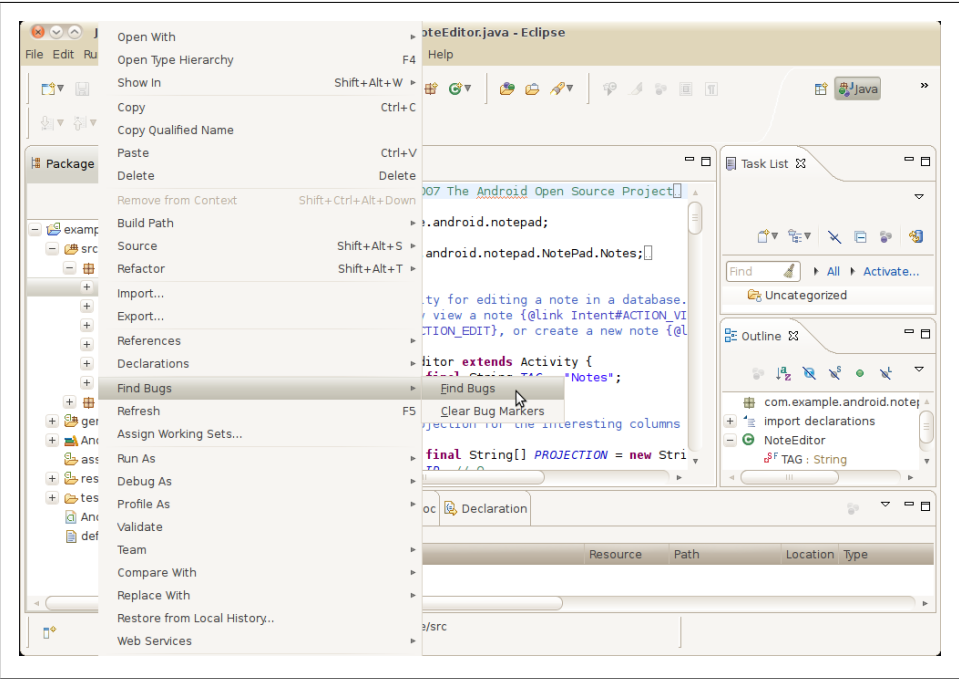 J
oteEditor.java - Eclipse
File Edit Ru
Help
Java
»
Package
Task List
Find
All
Activate...
Uncategorized
Outline
com.example.android.notep
import declarations
NoteEditor
TAG : String
examp
src
ger
And
ass
res
tes
And
def
Open With
Open Type Hierarchy F4
Show In Shift+Alt+W
Copy Ctrl+C
Copy Qualified Name
Paste Ctrl+V
Delete Delete
Remove from Context Shift+Ctrl+Alt+Down
Build Path
Source Shift+Alt+S
Refactor Shift+Alt+T
Import...
Export...
References
Declarations
Find Bugs
Refresh F5
Assign Working Sets...
Run As
Debug As
Profile As
Validate
Team
Compare With
Replace With
Restore from Local History...
Web Services
Find Bugs
Clear Bug Markers
007 The Android Open Source Project
e.android.notepad;
android.notepad.NotePad.Notes;
ty for editing a note in a database.
view a note {@link Intent#ACTION_VI
CTION_EDIT}, or create a new note {@l
ditor extends Activity {
final String TAG = "Notes";
ojection for the interesting columns
final String[] PROJECTION = new Stri
oc Declaration
Resource Path Location Type
e/src